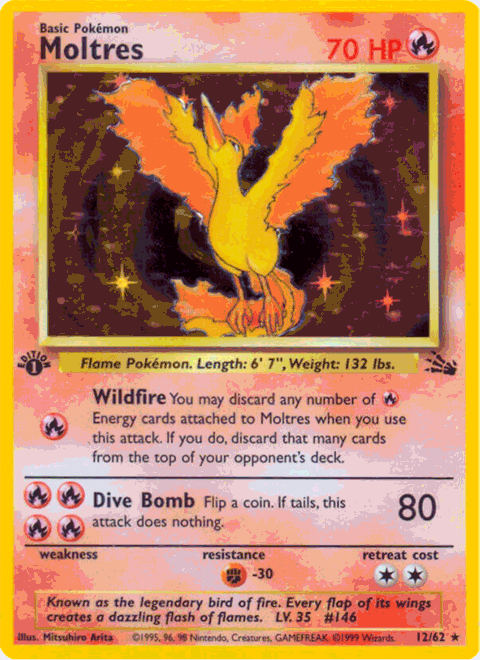 Basic Pokémon
Moltres 70 HP
EDITION
1
Flame Pokémon. Length: 6' 7", Weight: 132 lbs.
Wildfire You may discard any number of
Energy cards attached to Moltres when you use
this attack. If you do, discard that many cards
from the top of your opponent's deck.
Dive Bomb Flip a coin. If tails, this 80
attack does nothing.
weakness resistance retreat cost
-30
Known as the legendary bird of fire. Every flap of its wings
creates a dazzling flash of flames. LV. 35 #146
Illus. Mitsuhiro Arita ©1995, 96, 98 Nintendo, Creatures, GAMEFREAK. ©1999 Wizards. 12/62 ★